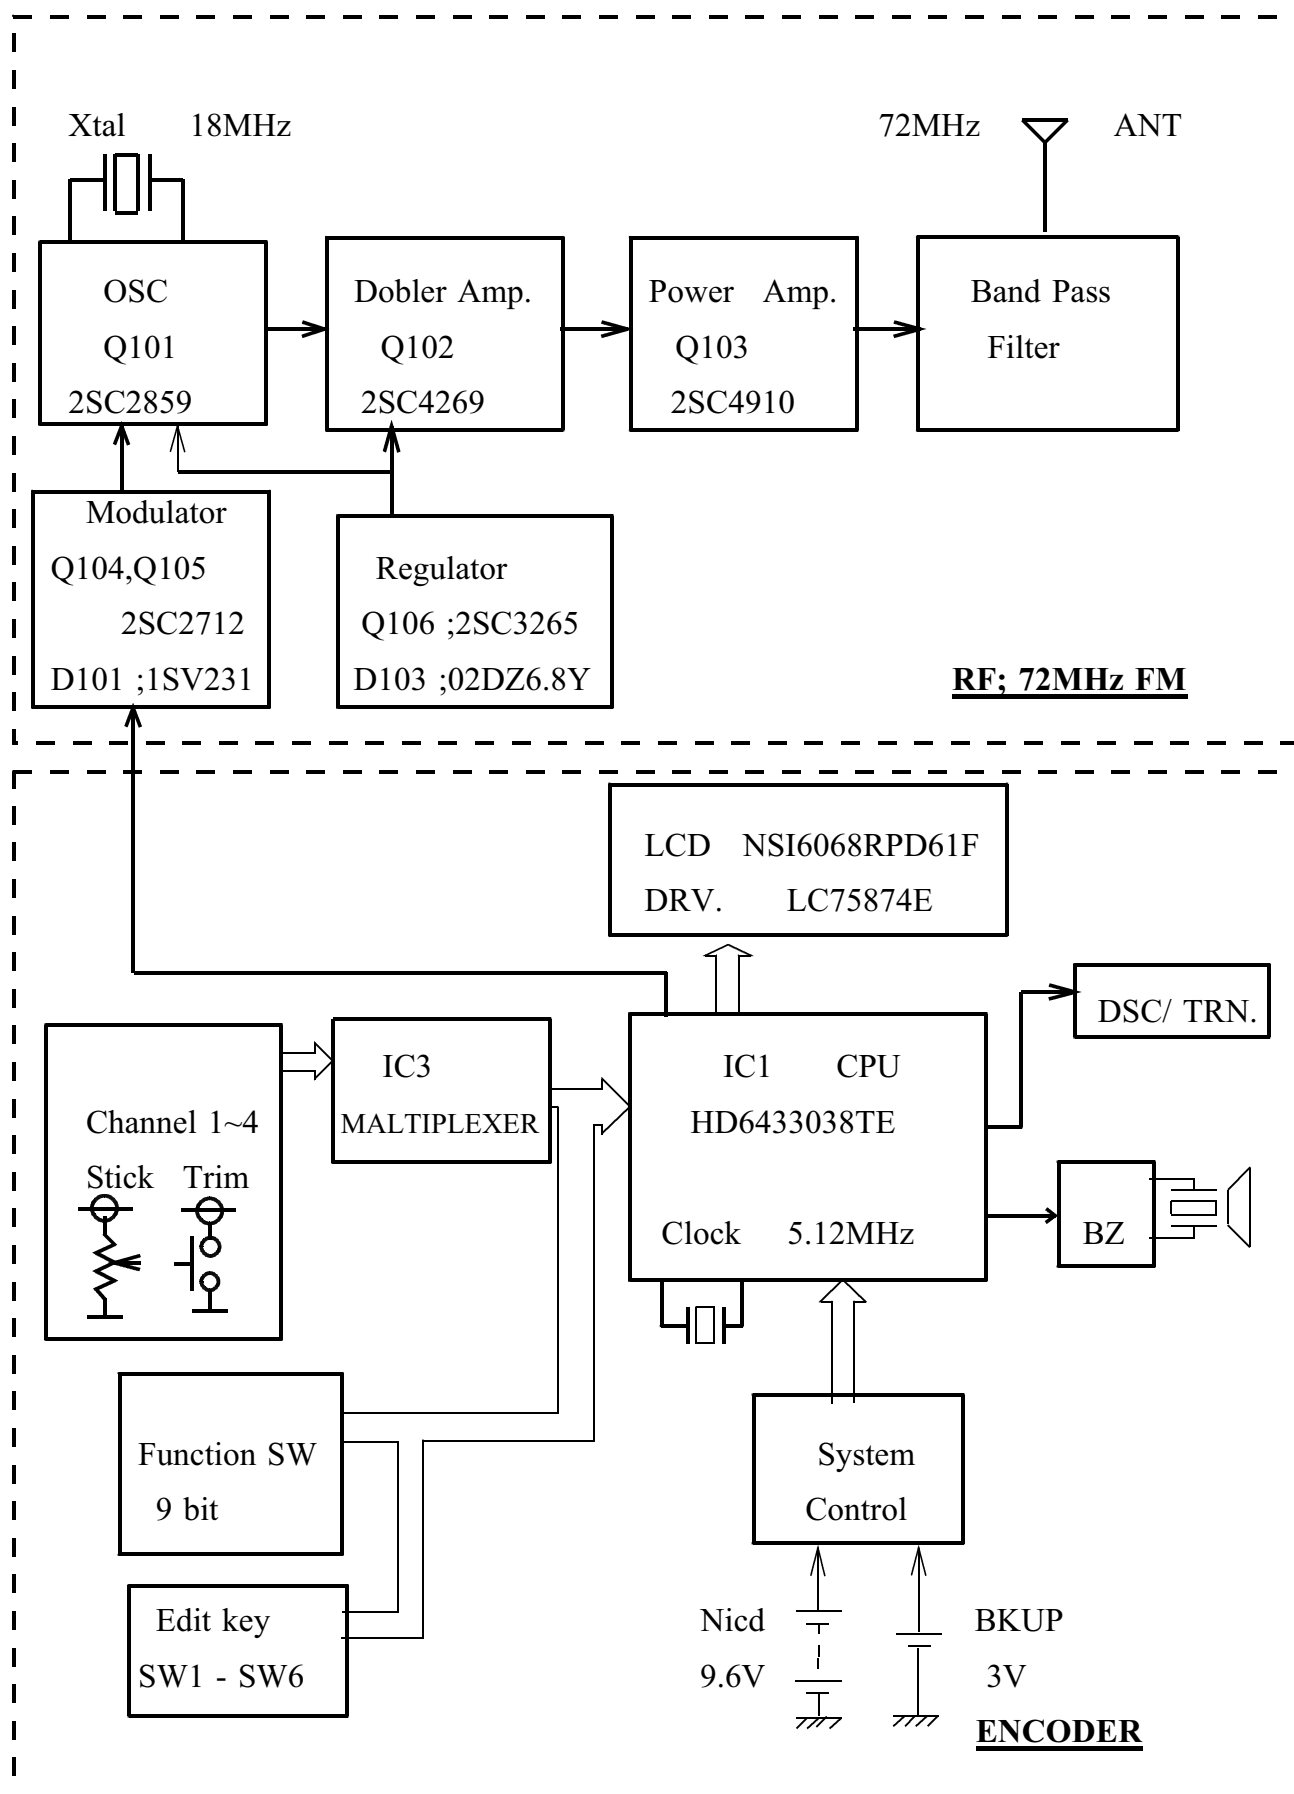 Xtal 18MHz
72MHz ANT
OSC
Q101
2SC2859
Dobler Amp.
Q102
2SC4269
Power Amp.
Q103
2SC4910
Band Pass
Filter
Modulator
Q104,Q105
2SC2712
D101 ;1SV231
Regulator
Q106 ;2SC3265
D103 ;02DZ6.8Y
RF; 72MHz FM
LCD NSI6068RPD61F
DRV. LC75874E
DSC/ TRN.
Channel 1~4
Stick Trim
IC3
MALTIPLEXER
IC1 CPU
HD6433038TE
Clock 5.12MHz
BZ
Function SW
9 bit
System
Control
Edit key
SW1 - SW6
Nicd
9.6V
BKUP
3V
ENCODER